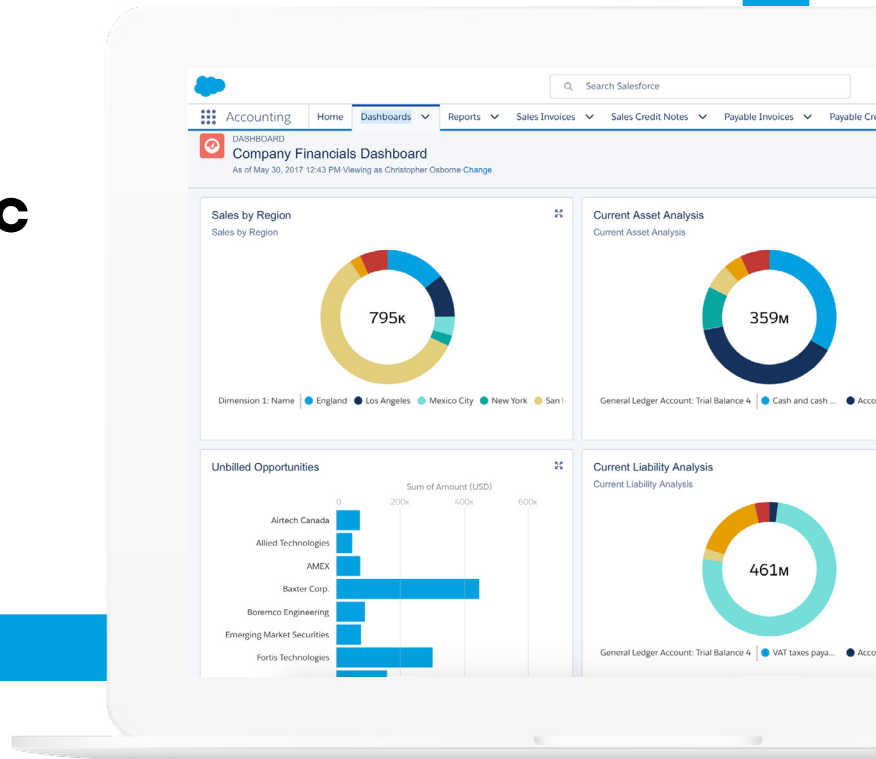 c
Search Salesforce
Accounting Home Dashboards Reports Sales Invoices Sales Credit Notes Payable Invoices Payable Cre
DASHBOARD
Company Financials Dashboard
As of May 30, 2017 12:43 PM·Viewing as Christopher Osborne·Change
Sales by Region
Sales by Region
795K
Dimension 1: Name England Los Angeles Mexico City New York San
Current Asset Analysis
Current Asset Analysis
359M
General Ledger Account: Trial Balance 4 Cash and cash ... Acco
Unbilled Opportunities
Sum of Amount (USD)
0 200K 400K 600K
Airtech Canada
Allied Technologies
AMEX
Baxter Corp.
Boremco Engineering
Emerging Market Securities
Fortis Technologies
Current Liability Analysis
Current Liability Analysis
461M
General Ledger Account: Trial Balance 4 VAT taxes paya... Acco